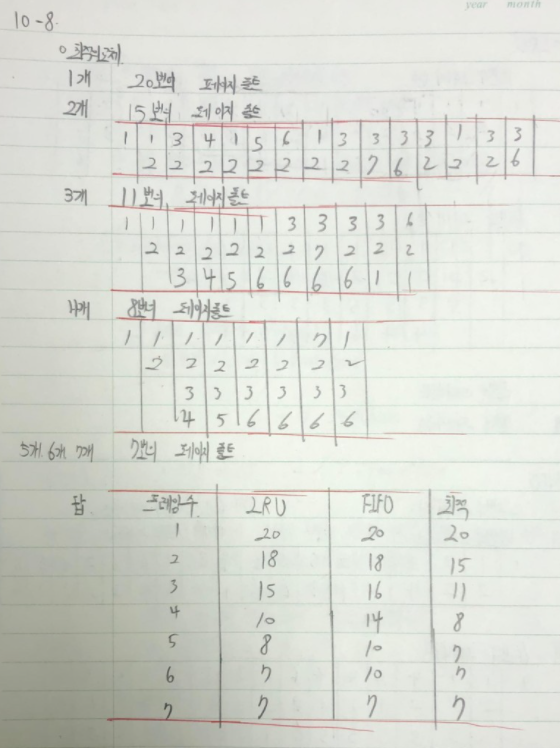 year month
10-8.
○ 최적의교체
1개 20번의 페이지 폴트
2개 15번의 페이지 폴트
1 1 3 4 1 5 6 1 3 3 3 3 1 3 3
2 2 2 2 2 2 2 2 7 6 2 2 2 6
3개 11번의 페이지 폴트
1 1 1 1 1 1 3 3 3 3 6
2 2 2 2 2 2 7 2 2 2
3 4 5 6 6 6 6 1 1
4개 8번의 페이지폴트
1 1 1 1 1 1 7 1
2 2 2 2 2 2 2
3 3 3 3 3 3
4 5 6 6 6 6
5개 6개 7개 7번의 페이지 폴트
답 프레임수 LRU FIFO 최적
1 20 20 20
2 18 18 15
3 15 16 11
4 10 14 8
5 8 10 7
6 7 10 7
7 7 7 7